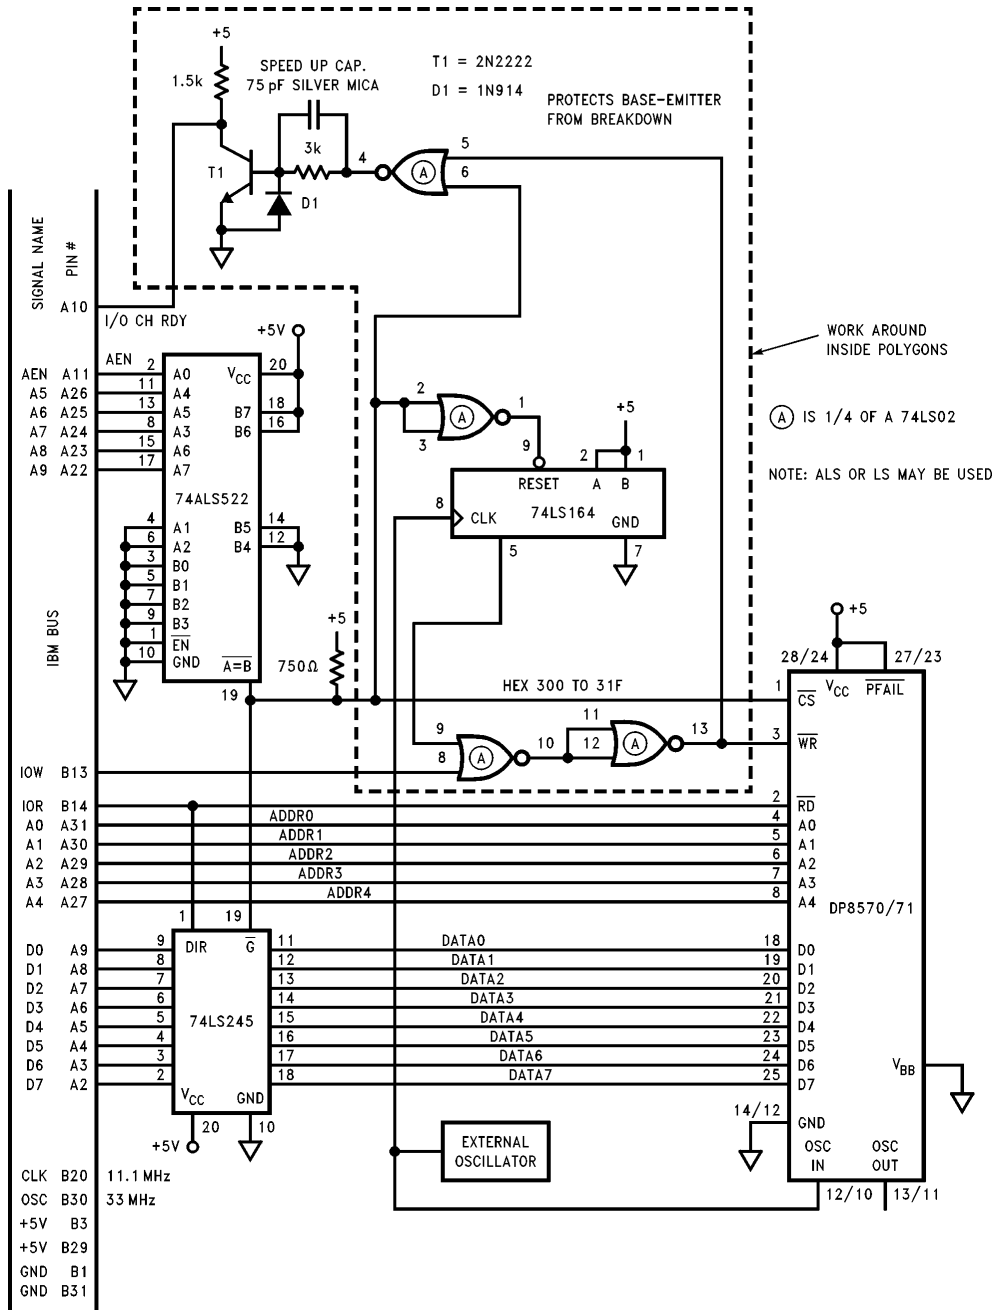 +5
1.5k
SPEED UP CAP.
75 pF SILVER MICA
T1 = 2N2222
D1 = 1N914
PROTECTS BASE-EMITTER
FROM BREAKDOWN
3k
4
A
5
6
T1
D1
SIGNAL NAME
PIN #
A10
I/O CH RDY
+5V
WORK AROUND
INSIDE POLYGONS
A IS 1/4 OF A 74LS02
NOTE: ALS OR LS MAY BE USED
AEN
AEN A11 2 A0 VCC 20
A5 A26 11 A4
A6 A25 13 A5 B7 18
A7 A24 8 A3 B6 16
A8 A23 15 A6
A9 A22 17 A7
74ALS522
4 A1 B5 14
6 A2 B4 12
3 B0
5 B1
7 B2
9 B3
1 EN
10 GND A=B
19
IBM BUS
2
3
A
1
9
+5
2 1
RESET A B
8 CLK 74LS164 GND
5
7
+5
750Ω
HEX 300 TO 31F
+5
28/24 27/23
VCC PFAIL
1 CS
9
8
A
10
11
12
A
13
3 WR
IOW B13
IOR B14 2 RD
A0 A31 ADDR0 4 A0
A1 A30 ADDR1 5 A1
A2 A29 ADDR2 6 A2
A3 A28 ADDR3 7 A3
A4 A27 ADDR4 8 A4
DP8570/71
1 19
DIR G
D0 A9 9 11 DATA0 18 D0
D1 A8 8 12 DATA1 19 D1
D2 A7 7 13 DATA2 20 D2
D3 A6 6 14 DATA3 21 D3
74LS245
D4 A5 5 15 DATA4 22 D4
D5 A4 4 16 DATA5 23 D5
D6 A3 3 17 DATA6 24 D6
D7 A2 2 18 DATA7 25 D7
VBB
VCC GND
20 10
+5V
14/12 GND
EXTERNAL
OSCILLATOR
OSC
IN
OSC
OUT
12/10 13/11
CLK B20 11.1 MHz
OSC B30 33 MHz
+5V B3
+5V B29
GND B1
GND B31